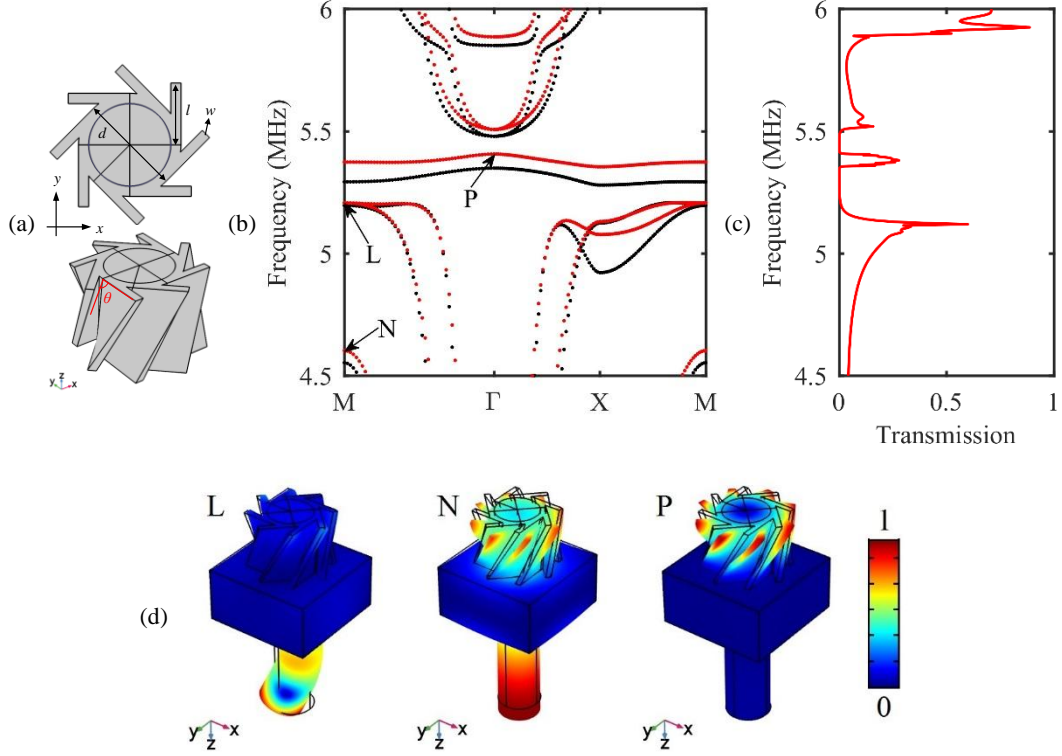 (a)
d
l
w
y
x
θ
y z x
(b)
Frequency (MHz)
6
5.5
5
4.5
P
L
N
M Γ X M
(c)
Frequency (MHz)
6
5.5
5
4.5
0 0.5 1
Transmission
(d)
L N P
y x
z
y x
z
y x
z
1
0